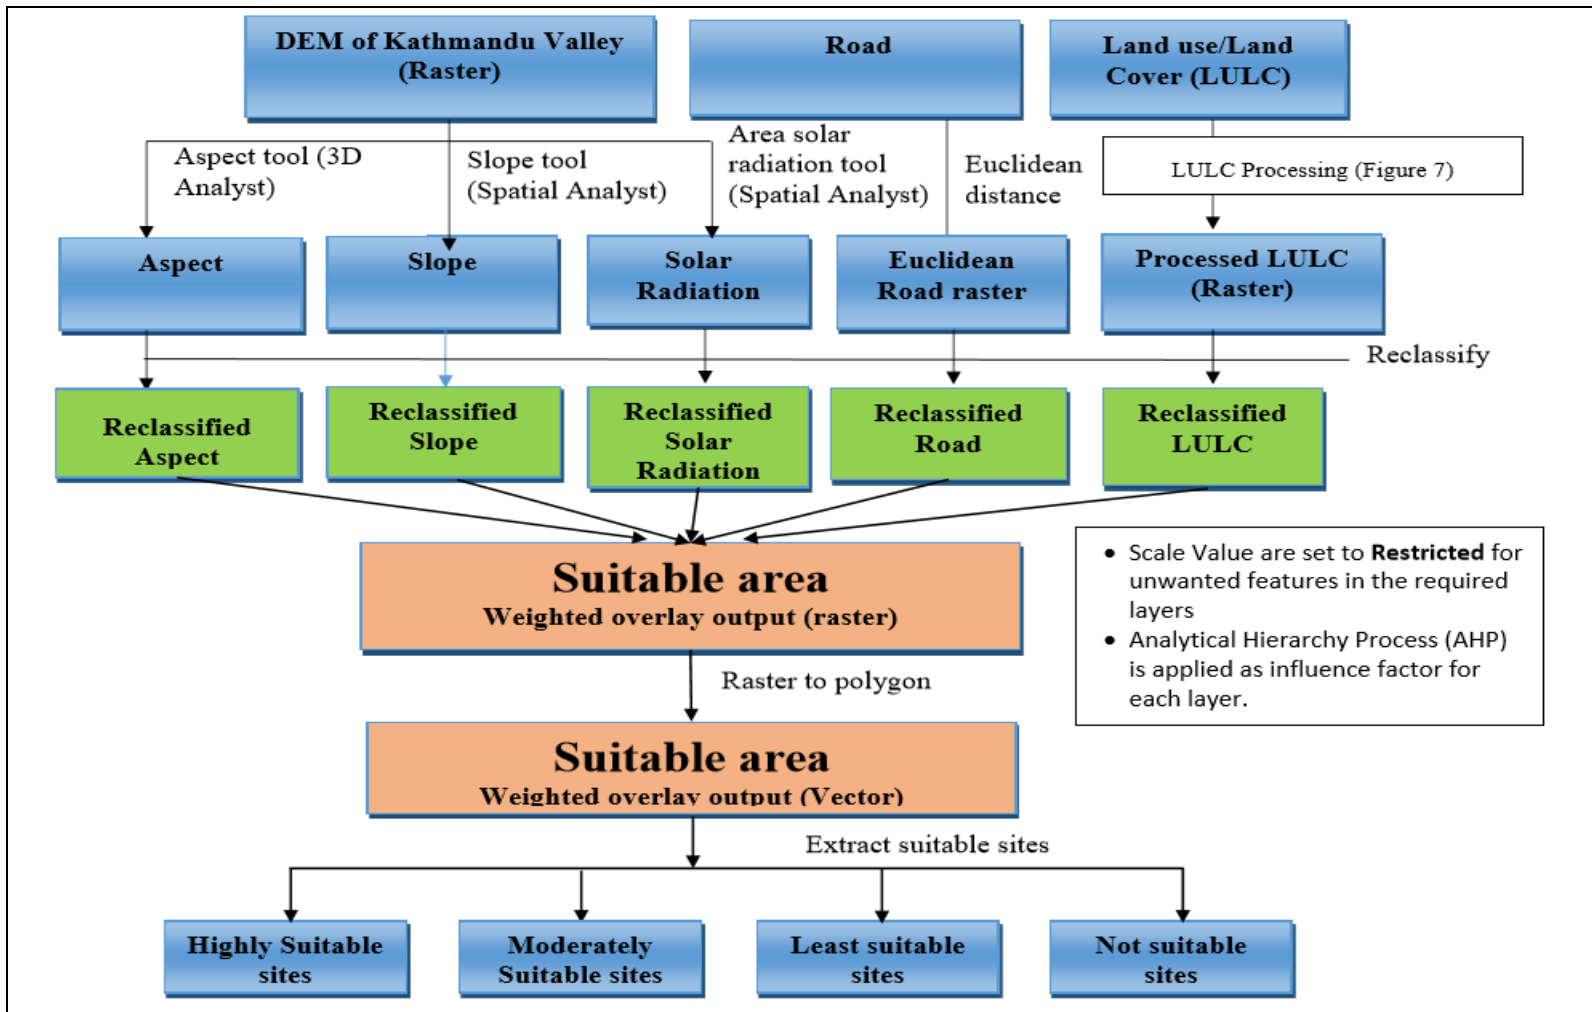 DEM of Kathmandu Valley
(Raster)
Road
Land use/Land
Cover (LULC)
Aspect tool (3D
Analyst)
Slope tool
(Spatial Analyst)
Area solar
radiation tool
(Spatial Analyst)
Euclidean
distance
LULC Processing (Figure 7)
Aspect
Slope
Solar
Radiation
Euclidean
Road raster
Processed LULC
(Raster)
Reclassify
Reclassified
Aspect
Reclassified
Slope
Reclassified
Solar
Radiation
Reclassified
Road
Reclassified
LULC
Suitable area
Weighted overlay output (raster)
• Scale Value are set to Restricted for
unwanted features in the required
layers
• Analytical Hierarchy Process (AHP)
is applied as influence factor for
each layer.
Raster to polygon
Suitable area
Weighted overlay output (Vector)
Extract suitable sites
Highly Suitable
sites
Moderately
Suitable sites
Least suitable
sites
Not suitable
sites